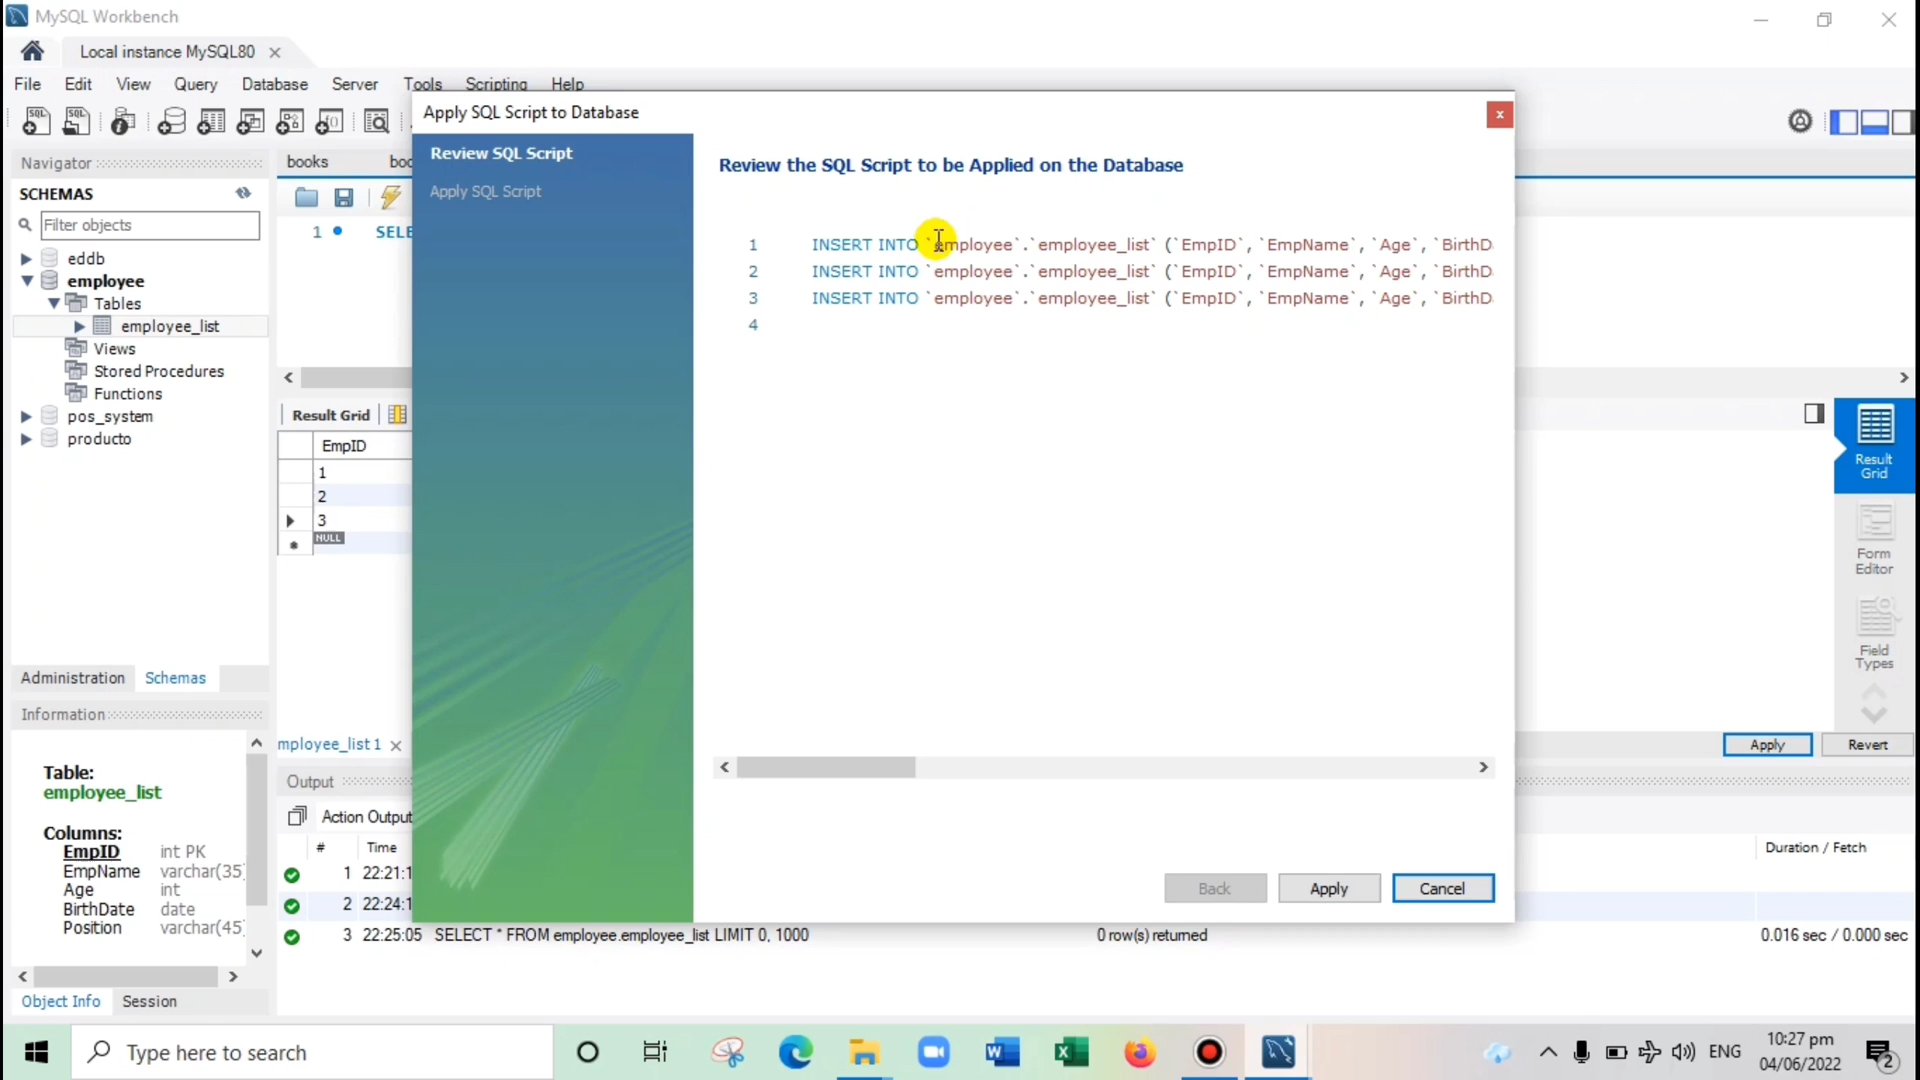 MySQL Workbench
Local instance MySQL80
File Edit View Query Database Server Tools Scripting Help
Navigator
SCHEMAS
Filter objects
eddb
employee
Tables
employee_list
Views
Stored Procedures
Functions
pos_system
producto
Administration Schemas
Information
Table:
employee_list
Columns:
EmpID int PK
EmpName varchar(35)
Age int
BirthDate date
Position varchar(45)
Object Info Session
books
1 SELE
Result Grid
EmpID
1
2
3
NULL
mployee_list 1
Apply SQL Script to Database
Review SQL Script
Apply SQL Script
Review the SQL Script to be Applied on the Database
1 INSERT INTO `employee`.`employee_list` (`EmpID`, `EmpName`, `Age`, `BirthD
2 INSERT INTO `employee`.`employee_list` (`EmpID`, `EmpName`, `Age`, `BirthD
3 INSERT INTO `employee`.`employee_list` (`EmpID`, `EmpName`, `Age`, `BirthD
4
Back Apply Cancel
Result Grid
Form Editor
Field Types
Apply Revert
Output
Action Output
# Time Duration / Fetch
1 22:21:1
2 22:24:1
3 22:25:05 SELECT * FROM employee.employee_list LIMIT 0, 1000 0 row(s) returned 0.016 sec / 0.000 sec
Type here to search
ENG
10:27 pm
04/06/2022
2